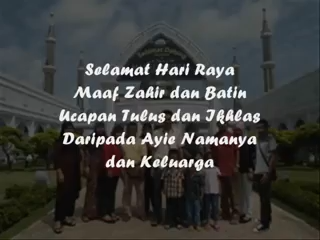 Selamat Hari Raya
Maaf Zahir dan Batin
Ucapan Tulus dan Ikhlas
Daripada Ayie Namanya
dan Keluarga